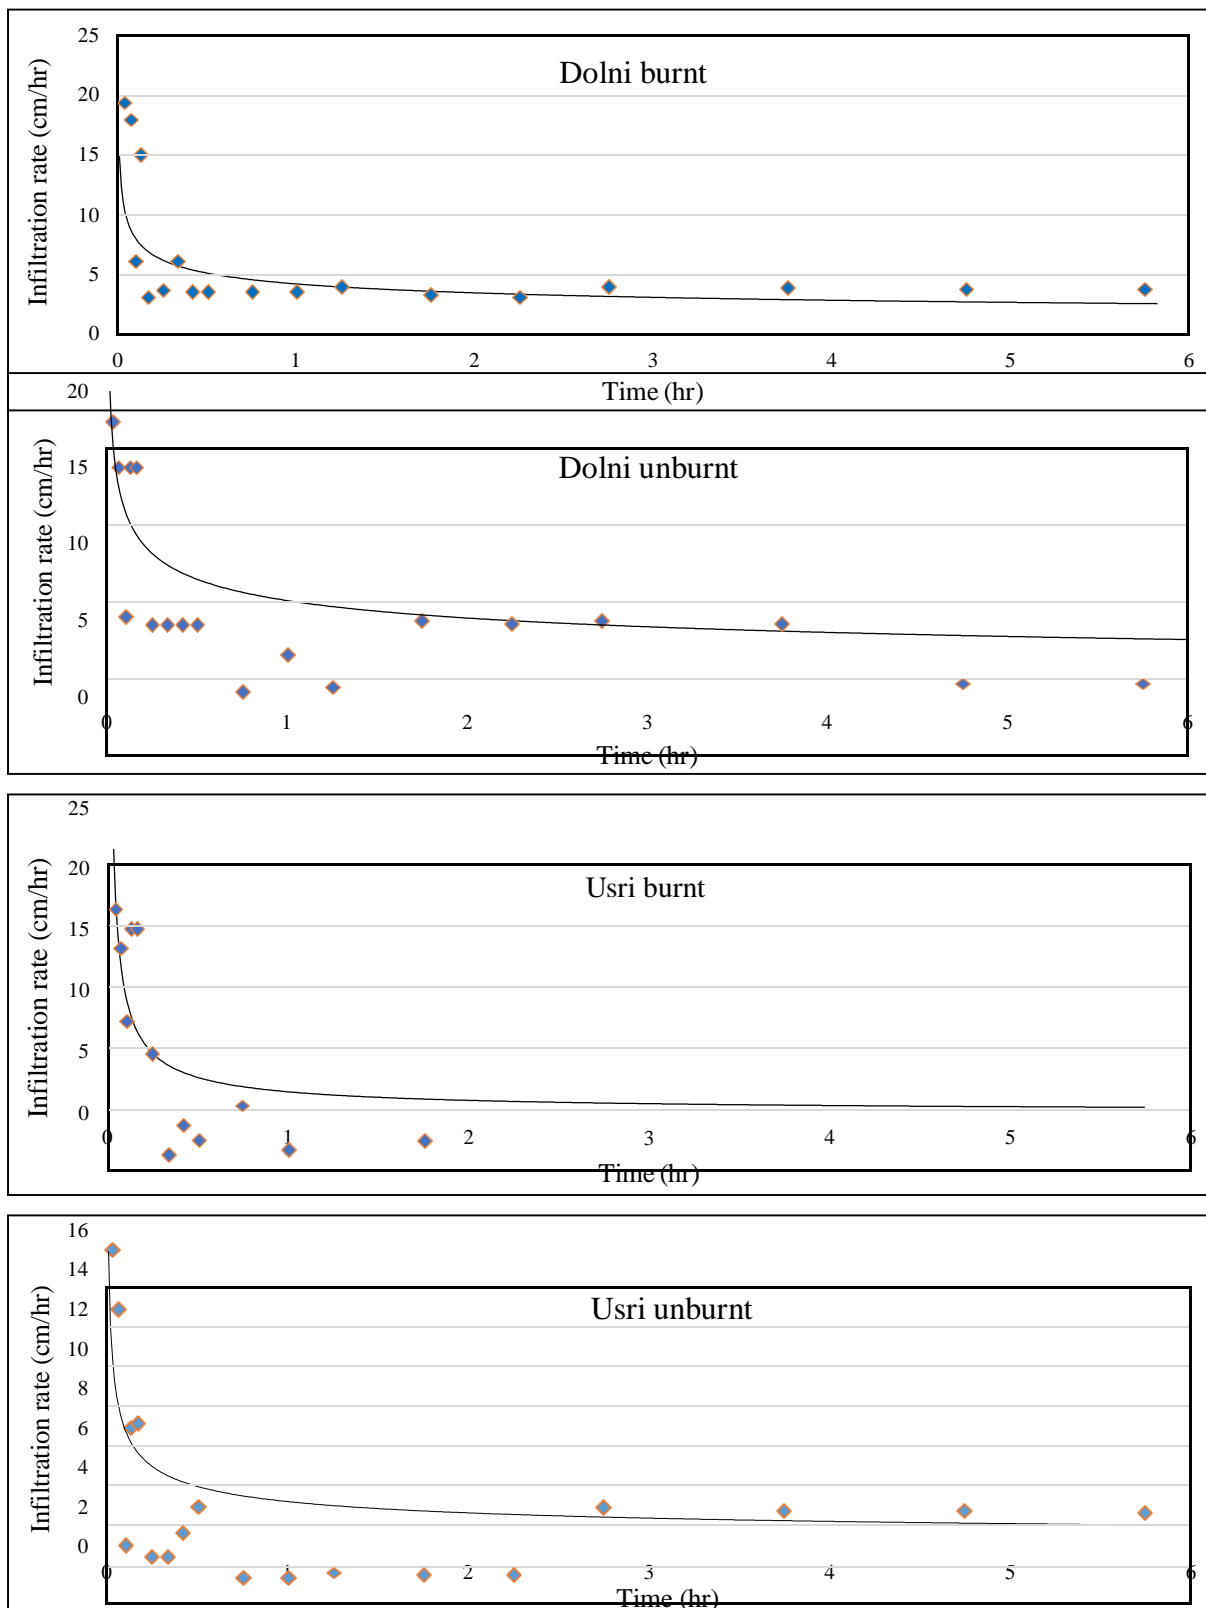 25
Dolni burnt
20
15
10
5
0
Infiltration rate (cm/hr)
0 1 2 3 4 5 6
Time (hr)
20
Dolni unburnt
15
10
5
0
Infiltration rate (cm/hr)
0 1 2 3 4 5 6
Time (hr)
25
20
Usri burnt
15
10
5
0
Infiltration rate (cm/hr)
0 1 2 3 4 5 6
Time (hr)
16
14
12
Usri unburnt
10
8
6
4
2
0
Infiltration rate (cm/hr)
0 1 2 3 4 5 6
Time (hr)